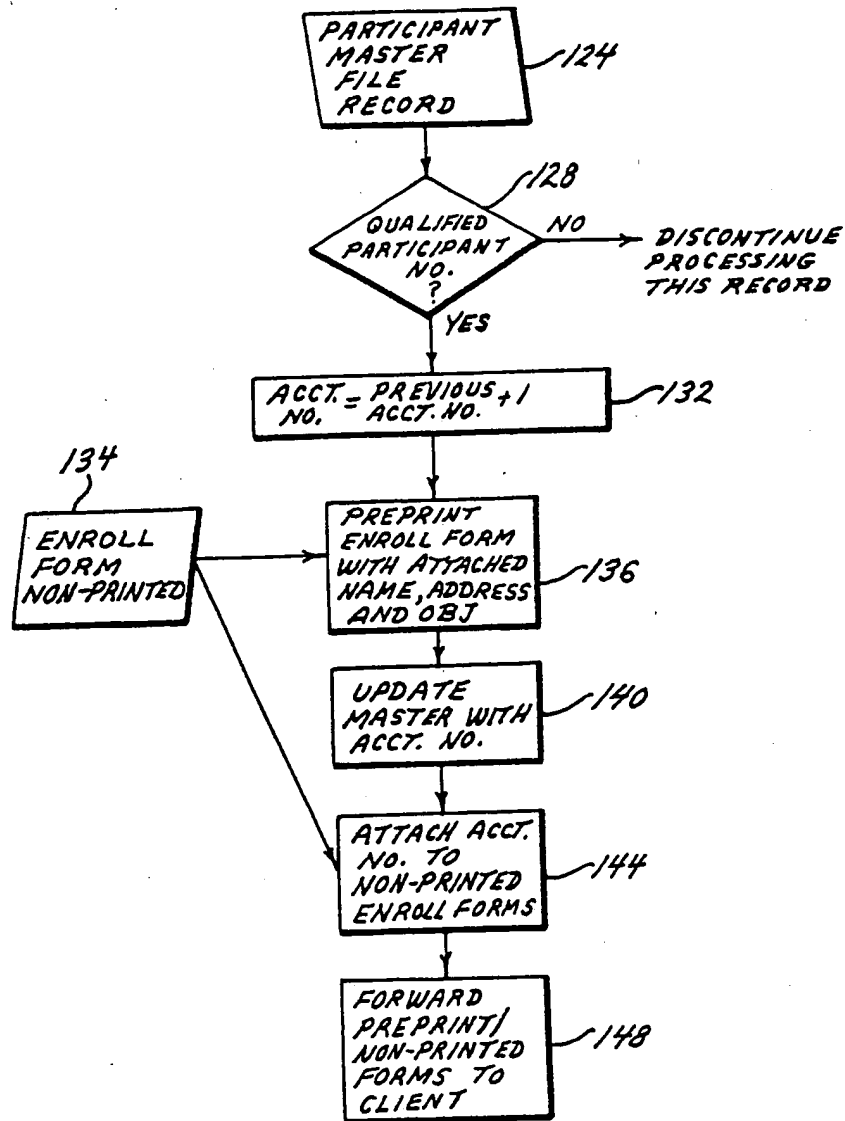 PARTICIPANT
MASTER
FILE
RECORD
124
128
QUALIFIED
PARTICIPANT
NO.
?
NO
DISCONTINUE
PROCESSING
THIS RECORD
YES
ACCT. NO. = PREVIOUS ACCT. NO. + 1
132
134
ENROLL
FORM
NON-PRINTED
PREPRINT
ENROLL FORM
WITH ATTACHED
NAME, ADDRESS
AND OBJ
136
UPDATE
MASTER WITH
ACCT. NO.
140
ATTACH ACCT.
NO. TO
NON-PRINTED
ENROLL FORMS
144
FORWARD
PREPRINT/
NON-PRINTED
FORMS TO
CLIENT
148